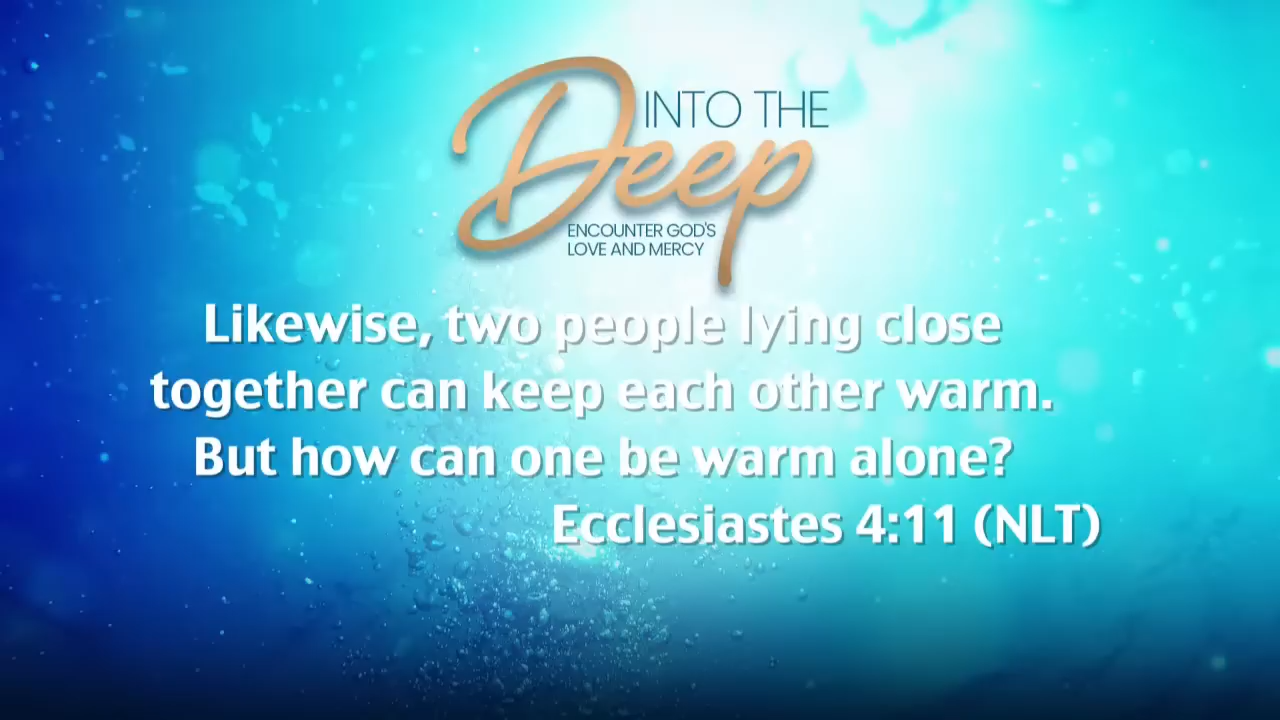 INTO THE
Deep
ENCOUNTER GOD'S
LOVE AND MERCY
Likewise, two people lying close
together can keep each other warm.
But how can one be warm alone?
Ecclesiastes 4:11 (NLT)